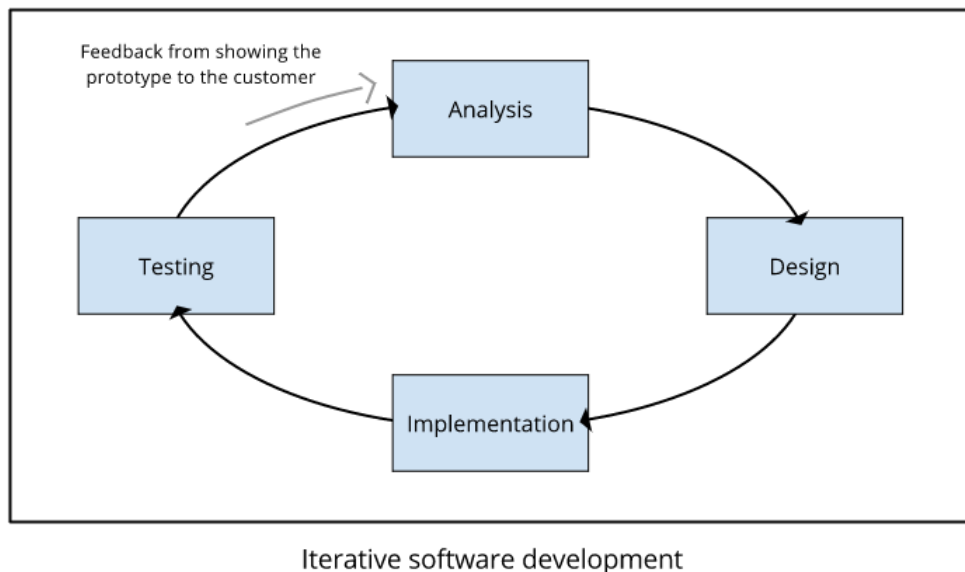 Feedback from showing the
prototype to the customer
Analysis
Testing
Design
Implementation
Iterative software development